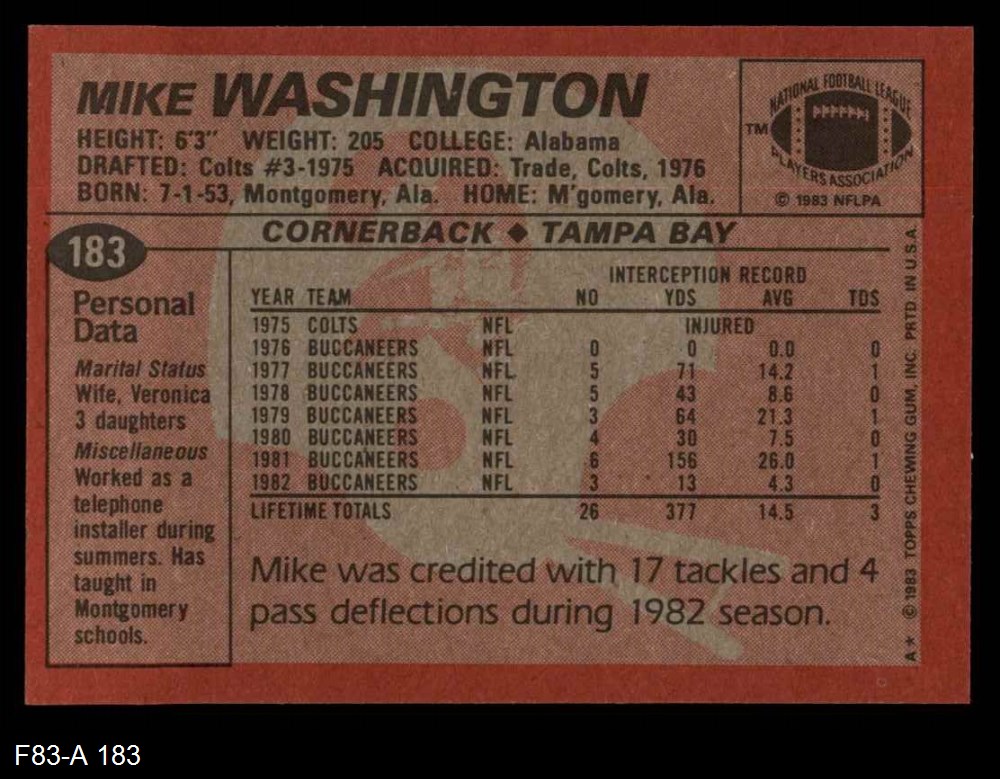 MIKE WASHINGTON
HEIGHT: 6'3" WEIGHT: 205 COLLEGE: Alabama
DRAFTED: Colts #3-1975 ACQUIRED: Trade, Colts, 1976
BORN: 7-1-53, Montgomery, Ala. HOME: M'gomery, Ala.
NATIONAL FOOTBALL LEAGUE
TM
PLAYERS ASSOCIATION
© 1983 NFLPA
183
CORNERBACK ◆ TAMPA BAY
Personal
Data
Marital Status
Wife, Veronica
3 daughters
Miscellaneous
Worked as a
telephone
installer during
summers. Has
taught in
Montgomery
schools.
INTERCEPTION RECORD
YEAR TEAM NO YDS AVG TDS
1975 COLTS NFL INJURED
1976 BUCCANEERS NFL 0 0 0.0 0
1977 BUCCANEERS NFL 5 71 14.2 1
1978 BUCCANEERS NFL 5 43 8.6 0
1979 BUCCANEERS NFL 3 64 21.3 1
1980 BUCCANEERS NFL 4 30 7.5 0
1981 BUCCANEERS NFL 6 156 26.0 1
1982 BUCCANEERS NFL 3 13 4.3 0
LIFETIME TOTALS 26 377 14.5 3
Mike was credited with 17 tackles and 4
pass deflections during 1982 season.
A* © 1983 TOPPS CHEWING GUM, INC. PRTD. IN U.S.A.
F83-A 183